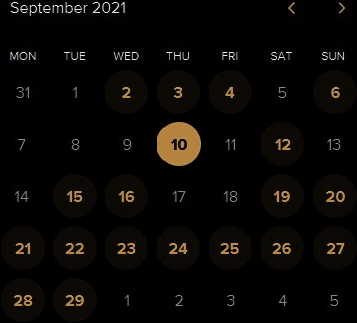 September 2021 < >
MON TUE WED THU FRI SAT SUN
31 1 2 3 4 5 6
7 8 9 10 11 12 13
14 15 16 17 18 19 20
21 22 23 24 25 26 27
28 29 1 2 3 4 5